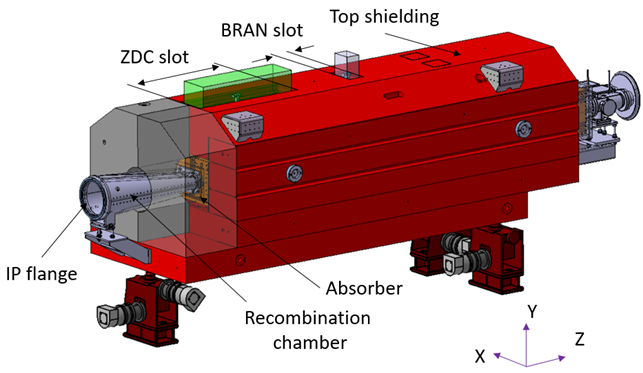 Top shielding
BRAN slot
ZDC slot
IP flange
Absorber
Recombination
chamber
Y
Z
X